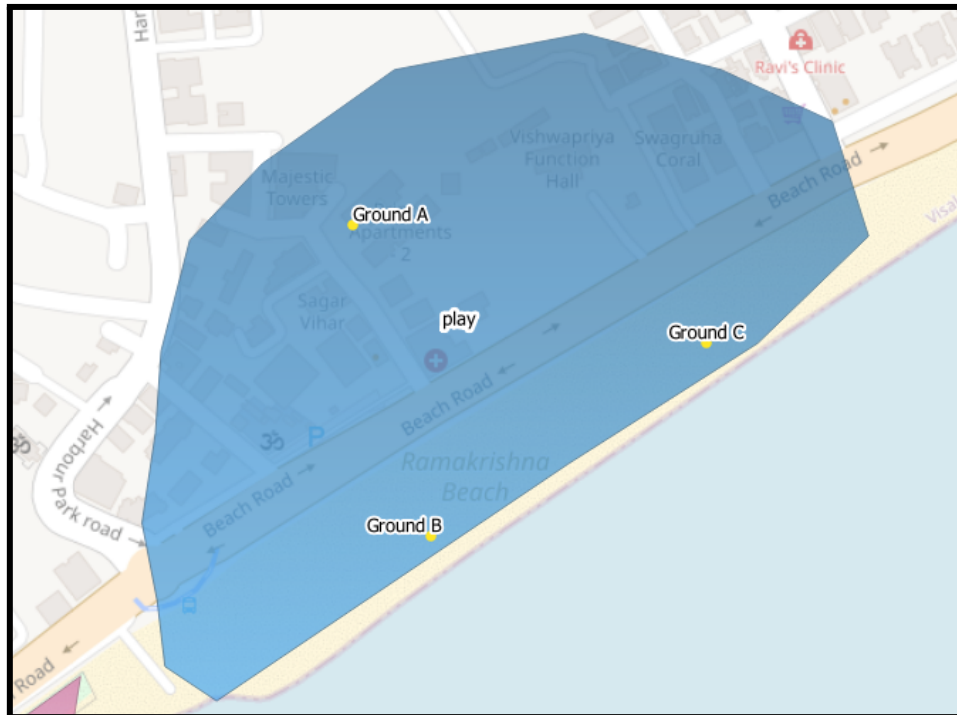 Har
Ravi's Clinic
Vishwapriya
Function
Hall
Swagruha
Coral
Majestic
Towers
Beach Road
Ground A
Apartments
- 2
Sagar
Vihar
play
Ground C
Beach Road
Harbour Park road
ॐ
ॐ
P
Ramakrishna
Beach
Beach Road
Ground B
Road